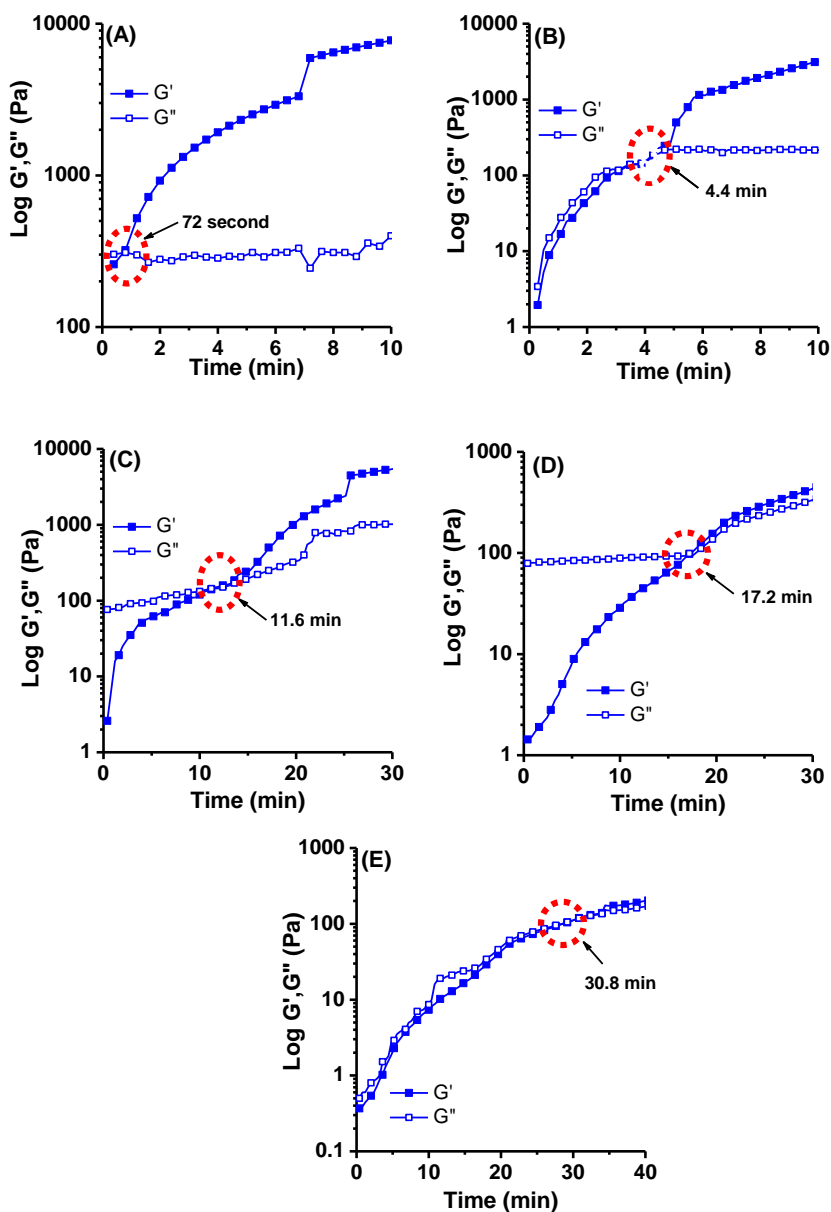 (A)
10000
1000
100
Log G',G" (Pa)
G'
G"
72 second
0 2 4 6 8 10
Time (min)
(B)
10000
1000
100
10
1
Log G',G" (Pa)
G'
G"
4.4 min
0 2 4 6 8 10
Time (min)
(C)
10000
1000
100
10
1
Log G',G" (Pa)
G'
G"
11.6 min
0 10 20 30
Time (min)
(D)
1000
100
10
1
Log G',G" (Pa)
17.2 min
G'
G"
0 10 20 30
Time (min)
(E)
1000
100
10
1
0.1
Log G',G" (Pa)
30.8 min
G'
G"
0 10 20 30 40
Time (min)